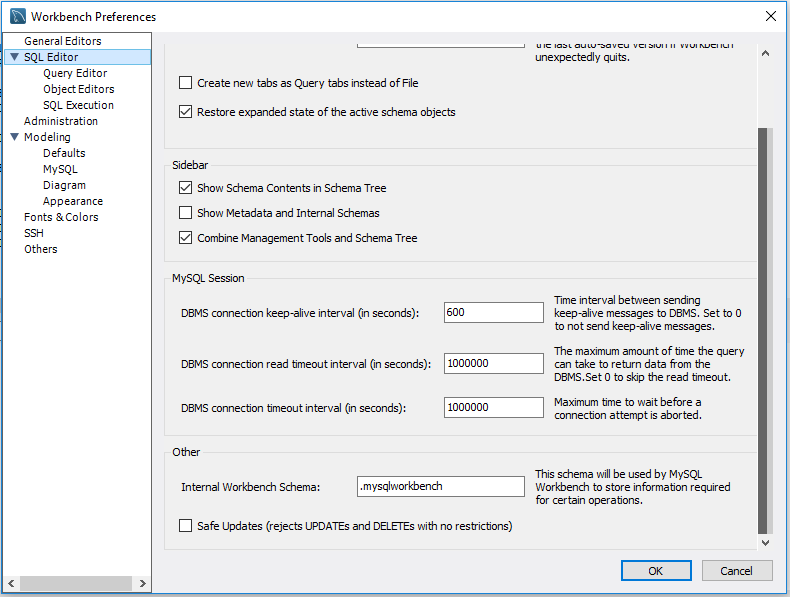 Workbench Preferences
General Editors
SQL Editor
Query Editor
Object Editors
SQL Execution
Administration
Modeling
Defaults
MySQL
Diagram
Appearance
Fonts & Colors
SSH
Others
the last auto-saved version if Workbench
unexpectedly quits.
Create new tabs as Query tabs instead of File
Restore expanded state of the active schema objects
Sidebar
Show Schema Contents in Schema Tree
Show Metadata and Internal Schemas
Combine Management Tools and Schema Tree
MySQL Session
DBMS connection keep-alive interval (in seconds):
600
Time interval between sending
keep-alive messages to DBMS. Set to 0
to not send keep-alive messages.
DBMS connection read timeout interval (in seconds):
1000000
The maximum amount of time the query
can take to return data from the
DBMS.Set 0 to skip the read timeout.
DBMS connection timeout interval (in seconds):
1000000
Maximum time to wait before a
connection attempt is aborted.
Other
Internal Workbench Schema:
.mysqlworkbench
This schema will be used by MySQL
Workbench to store information required
for certain operations.
Safe Updates (rejects UPDATEs and DELETEs with no restrictions)
OK
Cancel